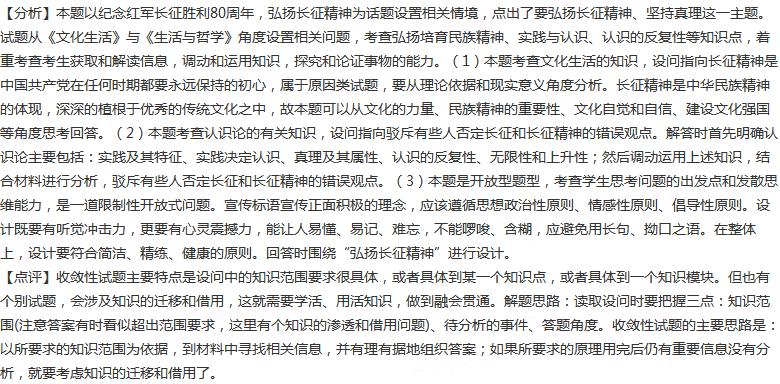 【分析】本题以纪念红军长征胜利80周年，弘扬长征精神为话题设置相关情境，点出了要弘扬长征精神、坚持真理这一主题。
试题从《文化生活》与《生活与哲学》角度设置相关问题，考查弘扬培育民族精神、实践与认识、认识的反复性等知识点，着
重考查考生获取和解读信息，调动和运用知识，探究和论证事物的能力。（1）本题考查文化生活的知识，设问指向长征精神是
中国共产党在任何时期都要永远保持的初心，属于原因类试题，要从理论依据和现实意义角度分析。长征精神是中华民族精神
的体现，深深的植根于优秀的传统文化之中，故本题可以从文化的力量、民族精神的重要性、文化自觉和自信、建设文化强国
等角度思考回答。（2）本题考查认识论的有关知识，设问指向驳斥有些人否定长征和长征精神的错误观点。解答时首先明确认
识论主要包括：实践及其特征、实践决定认识、真理及其属性、认识的反复性、无限性和上升性；然后调动运用上述知识，结
合材料进行分析，驳斥有些人否定长征和长征精神的错误观点。（3）本题是开放型题型，考查学生思考问题的出发点和发散思
维能力，是一道限制性开放式问题。宣传标语宣传正面积极的理念，应该遵循思想政治性原则、情感性原则、倡导性原则。设
计既要有听觉冲击力，更要有心灵震撼力，能让人易懂、易记、难忘，不能啰唆、含糊，应避免用长句、拗口之语。在整体
上，设计要符合简洁、精练、健康的原则。回答时围绕“弘扬长征精神”进行设计。
【点评】收敛性试题主要特点是设问中的知识范围要求很具体，或者具体到某一个知识点，或者具体到一个知识模块。但也有
个别试题，会涉及知识的迁移和借用，这就需要学活、用活知识，做到融会贯通。解题思路：读取设问时要把握三点：知识范
围(注意答案有时看似超出范围要求，这里有个知识的渗透和借用问题)、待分析的事件、答题角度。收敛性试题的主要思路是：
以所要求的知识范围为依据，到材料中寻找相关信息，并有理有据地组织答案；如果所要求的原理用完后仍有重要信息没有分
析，就要考虑知识的迁移和借用了。